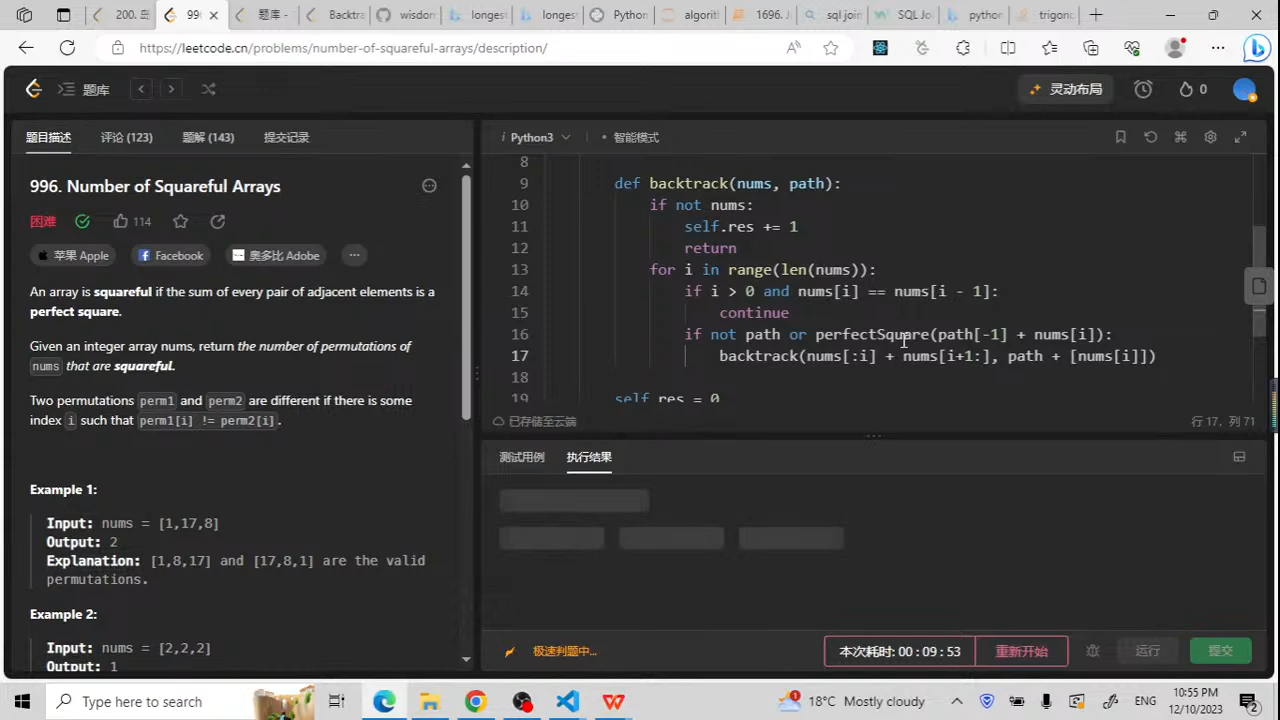 200. 岛
996
题库 -
Backtra
wisdom
longest
longest
Python
algorith
1696. J
sql join
SQL Jo
python
trigonc
https://leetcode.cn/problems/number-of-squareful-arrays/description/
题库
灵动布局
0
题目描述
评论 (123)
题解 (143)
提交记录
i Python3
• 智能模式
996. Number of Squareful Arrays
困难
114
苹果 Apple
Facebook
奥多比 Adobe
...
An array is squareful if the sum of every pair of adjacent elements is a
perfect square.
Given an integer array nums, return the number of permutations of
nums that are squareful.
Two permutations perm1 and perm2 are different if there is some
index i such that perm1[i] != perm2[i].
Example 1:
Input: nums = [1,17,8]
Output: 2
Explanation: [1,8,17] and [17,8,1] are the valid
permutations.
Example 2:
Input: nums = [2,2,2]
Output: 1
8
9 def backtrack(nums, path):
10 if not nums:
11 self.res += 1
12 return
13 for i in range(len(nums)):
14 if i > 0 and nums[i] == nums[i - 1]:
15 continue
16 if not path or perfectSquare(path[-1] + nums[i]):
17 backtrack(nums[:i] + nums[i+1:], path + [nums[i]])
18
19 self.res = 0
已存储至云端
行 17, 列 71
测试用例
执行结果
极速判题中...
本次耗时: 00 : 09 : 53
重新开始
运行
提交
Type here to search
18°C Mostly cloudy
ENG
10:55 PM
12/10/2023
2